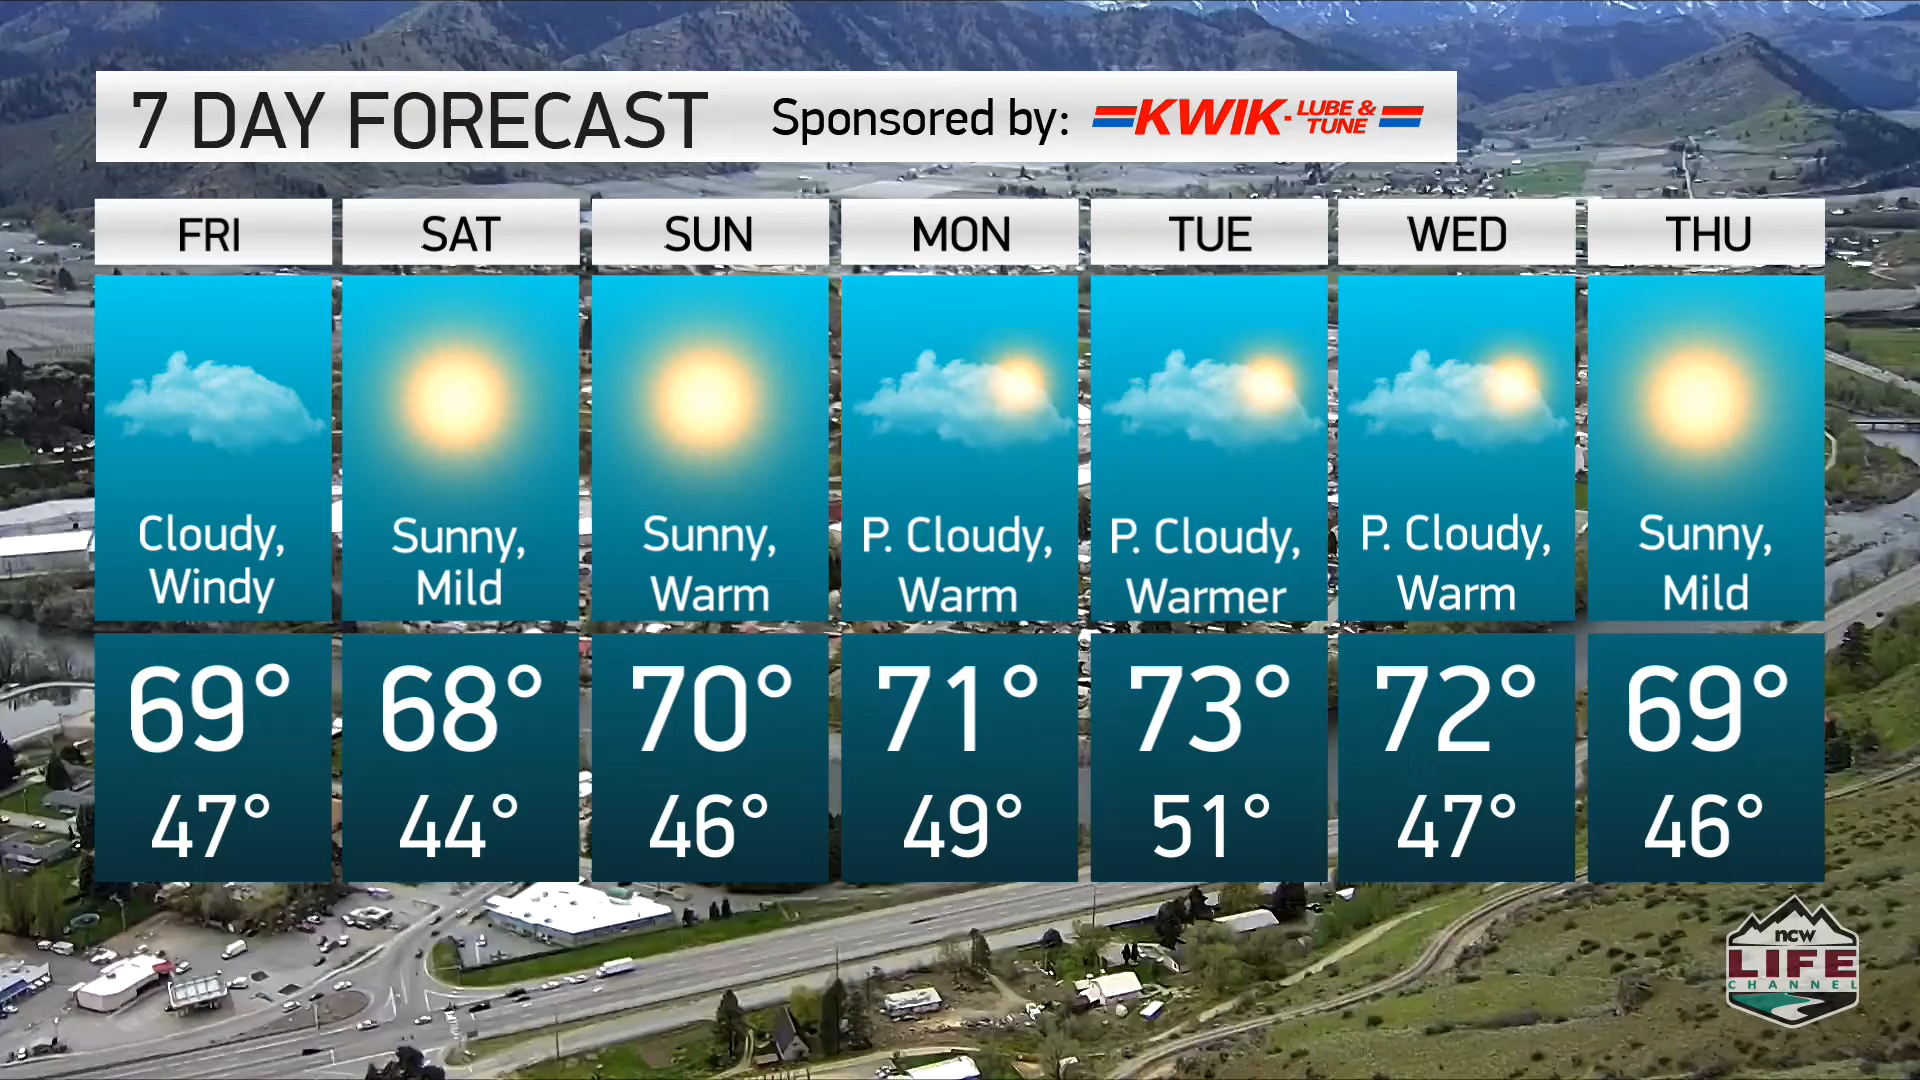 7 DAY FORECAST Sponsored by: KWIK-LUBE & TUNE
FRI SAT SUN MON TUE WED THU
Clody, Sunny, Sunny, P. Cloudy, P. Cloudy, P. Cloudy, Sunny,
Windy Mild Warm Warm Warmer Warm Mild
69° 68° 70° 71° 73° 72° 69°
47° 44° 46° 49° 51° 47° 46°
ncw
LIFE
CHANNEL